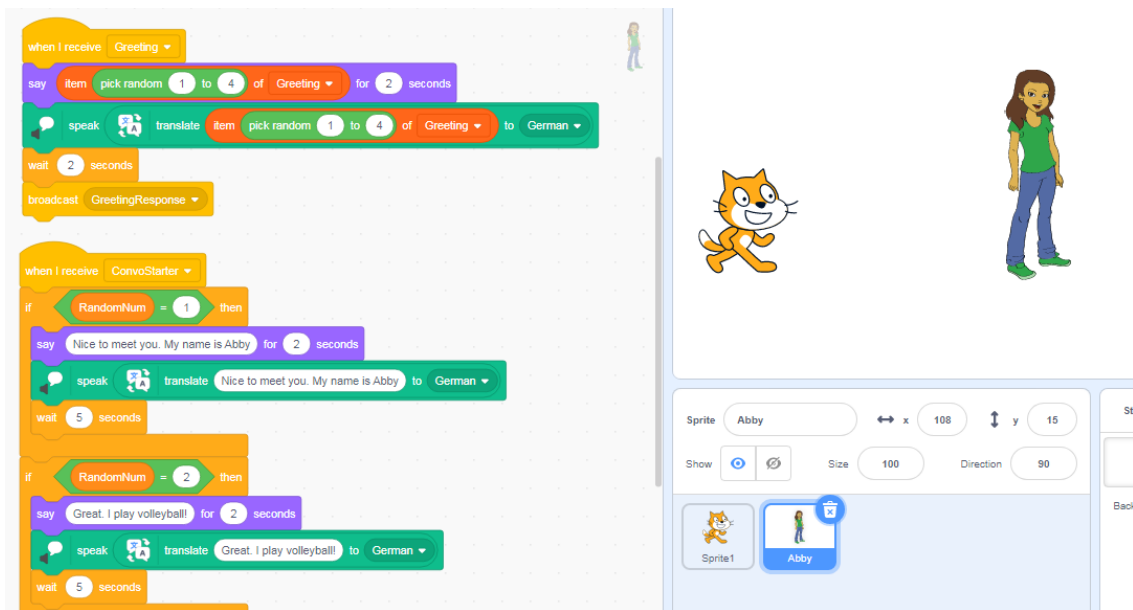 when I receive Greeting
say item pick random 1 to 4 of Greeting for 2 seconds
speak translate item pick random 1 to 4 of Greeting to German
wait 2 seconds
broadcast GreetingResponse
when I receive ConvoStarter
if RandomNum = 1 then
say Nice to meet you. My name is Abby for 2 seconds
speak translate Nice to meet you. My name is Abby to German
wait 5 seconds
if RandomNum = 2 then
say Great. I play volleyball! for 2 seconds
speak translate Great. I play volleyball! to German
wait 5 seconds
Sprite Abby x 108 y 15
Show Size 100 Direction 90
Sprite1 Abby
St
Back